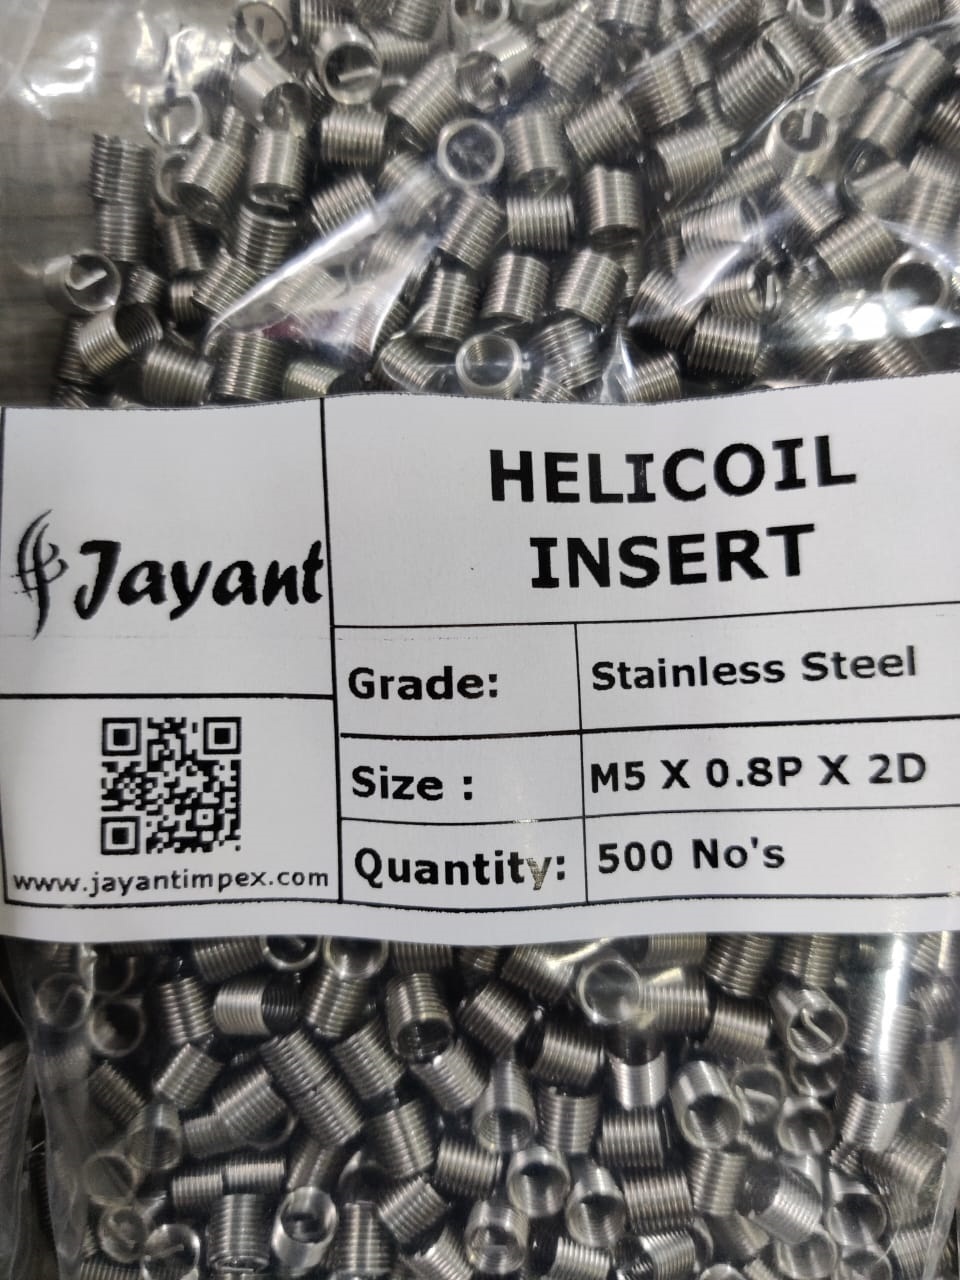 Jayant
www.jayantimpex.com
HELICOIL
INSERT
Grade: Stainless Steel
Size : M5 X 0.8P X 2D
Quantity: 500 No's